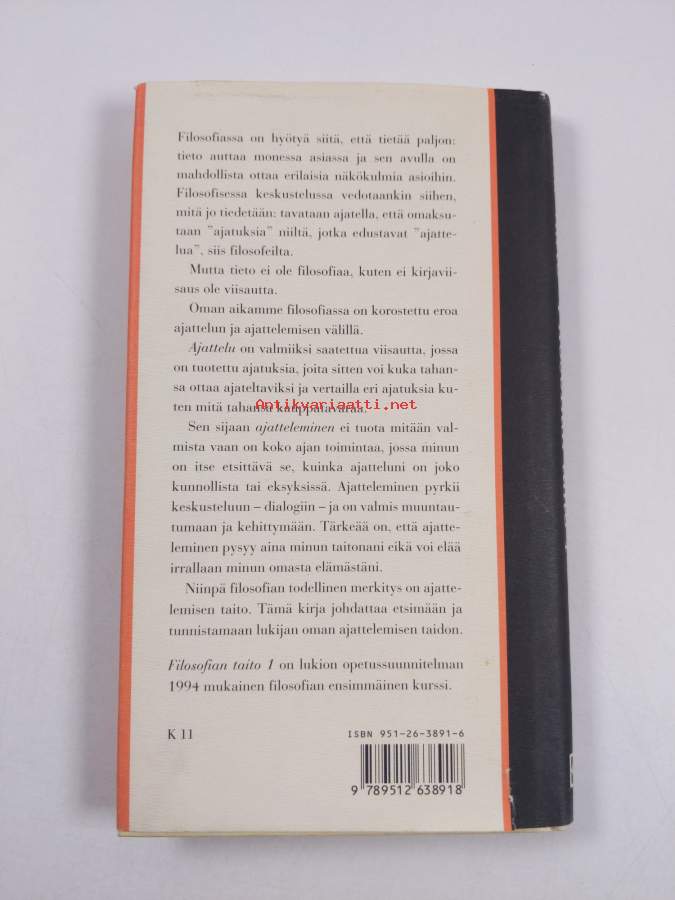 Filosofiassa on hyötyä siitä, että tietää paljon:
tieto auttaa monessa asiassa ja sen avulla on
mahdollista ottaa erilaisia näkökulmia asioihin.
Filosofisessa keskustelussa vedotaankin siihen,
mitä jo tiedetään: tavataan ajatella, että omaksu-
taan ”ajatuksia” niiltä, jotka edustavat ”ajatte-
lua”, siis filosofeilta.
Mutta tieto ei ole filosofiaa, kuten ei kirjavii-
saus ole viisautta.
Oman aikamme filosofiassa on korostettu eroa
ajattelun ja ajattelemisen välillä.
Ajattelu on valmiiksi saatettua viisautta, jossa
on tuotettu ajatuksia, joita sitten voi kuka tahan-
sa ottaa ajateltaviksi ja vertailla eri ajatuksia ku-
ten mitä tahansa kauppatavaraa.
Antikvariaatti.net
Sen sijaan ajatteleminen ei tuota mitään val-
mista vaan on koko ajan toimintaa, jossa minun
on itse etsittävä se, kuinka ajatteluni on joko
kunnollista tai eksyksissä. Ajatteleminen pyrkii
keskusteluun – dialogiin – ja on valmis muuntau-
tumaan ja kehittymään. Tärkeää on, että ajatte-
leminen pysyy aina minun taitonani eikä voi elää
irrallaan minun omasta elämästäni.
Niinpä filosofian todellinen merkitys on ajatte-
lemisen taito. Tämä kirja johdattaa etsimään ja
tunnistamaan lukijan oman ajattelemisen taidon.
Filosofian taito 1 on lukion opetussuunnitelman
1994 mukainen filosofian ensimmäinen kurssi.
K 11
ISBN 951-26-3891-6
9 789512 638918